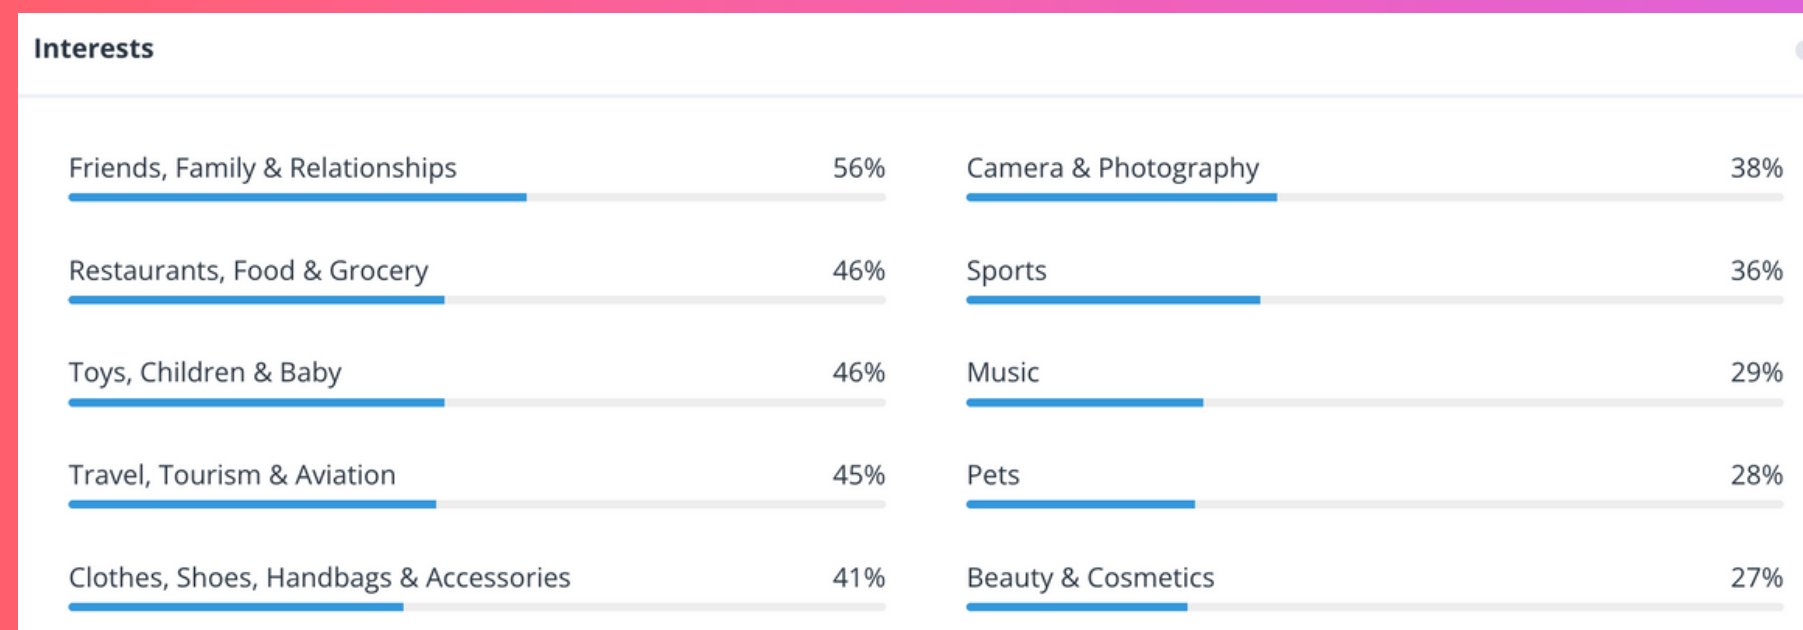 Interests
Friends, Family & Relationships 56%
Restaurants, Food & Grocery 46%
Toys, Children & Baby 46%
Travel, Tourism & Aviation 45%
Clothes, Shoes, Handbags & Accessories 41%
Camera & Photography 38%
Sports 36%
Music 29%
Pets 28%
Beauty & Cosmetics 27%